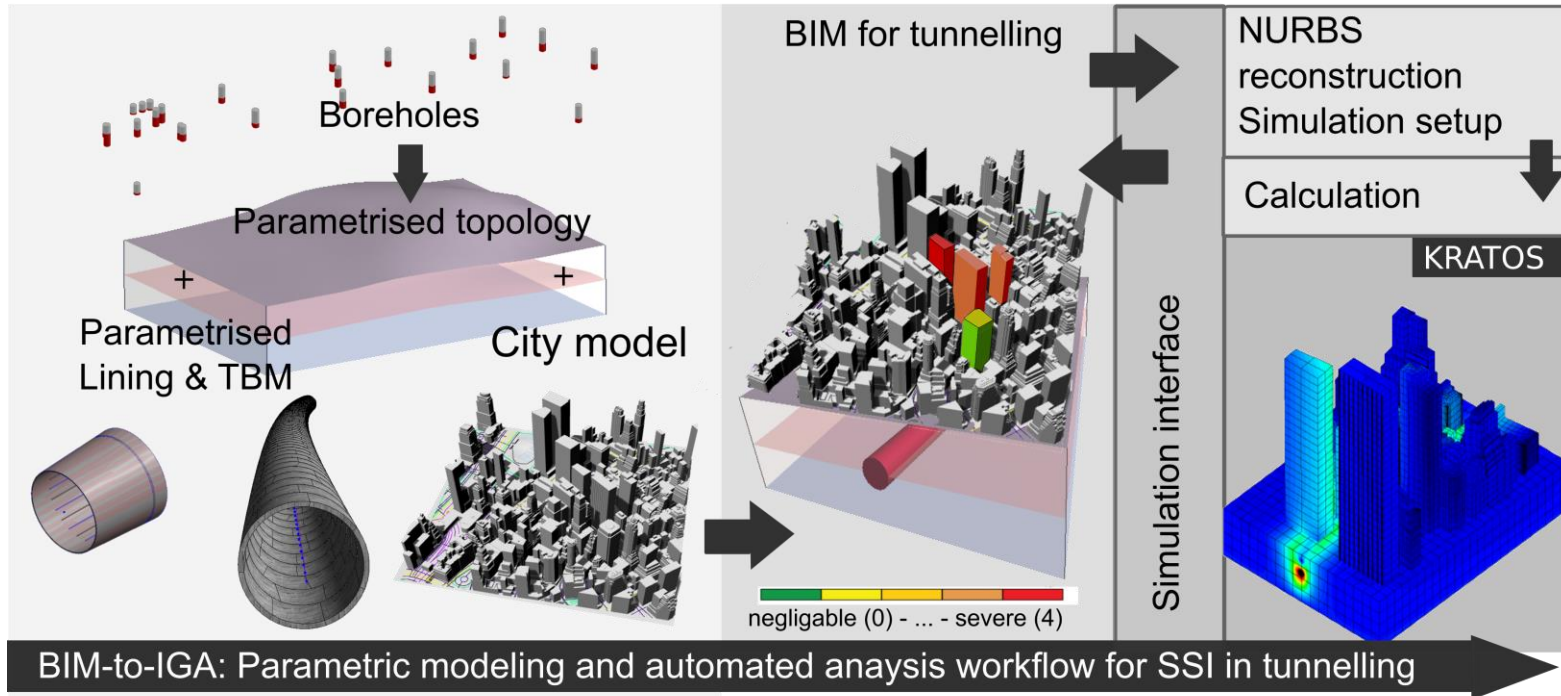 Boreholes
Parametrised topology
+
+
Parametrised
Lining & TBM
City model
BIM for tunnelling
negligable (0) - ... - severe (4)
Simulation interface
NURBS
reconstruction
Simulation setup
Calculation
KRATOS
BIM-to-IGA: Parametric modeling and automated anaysis workflow for SSI in tunnelling